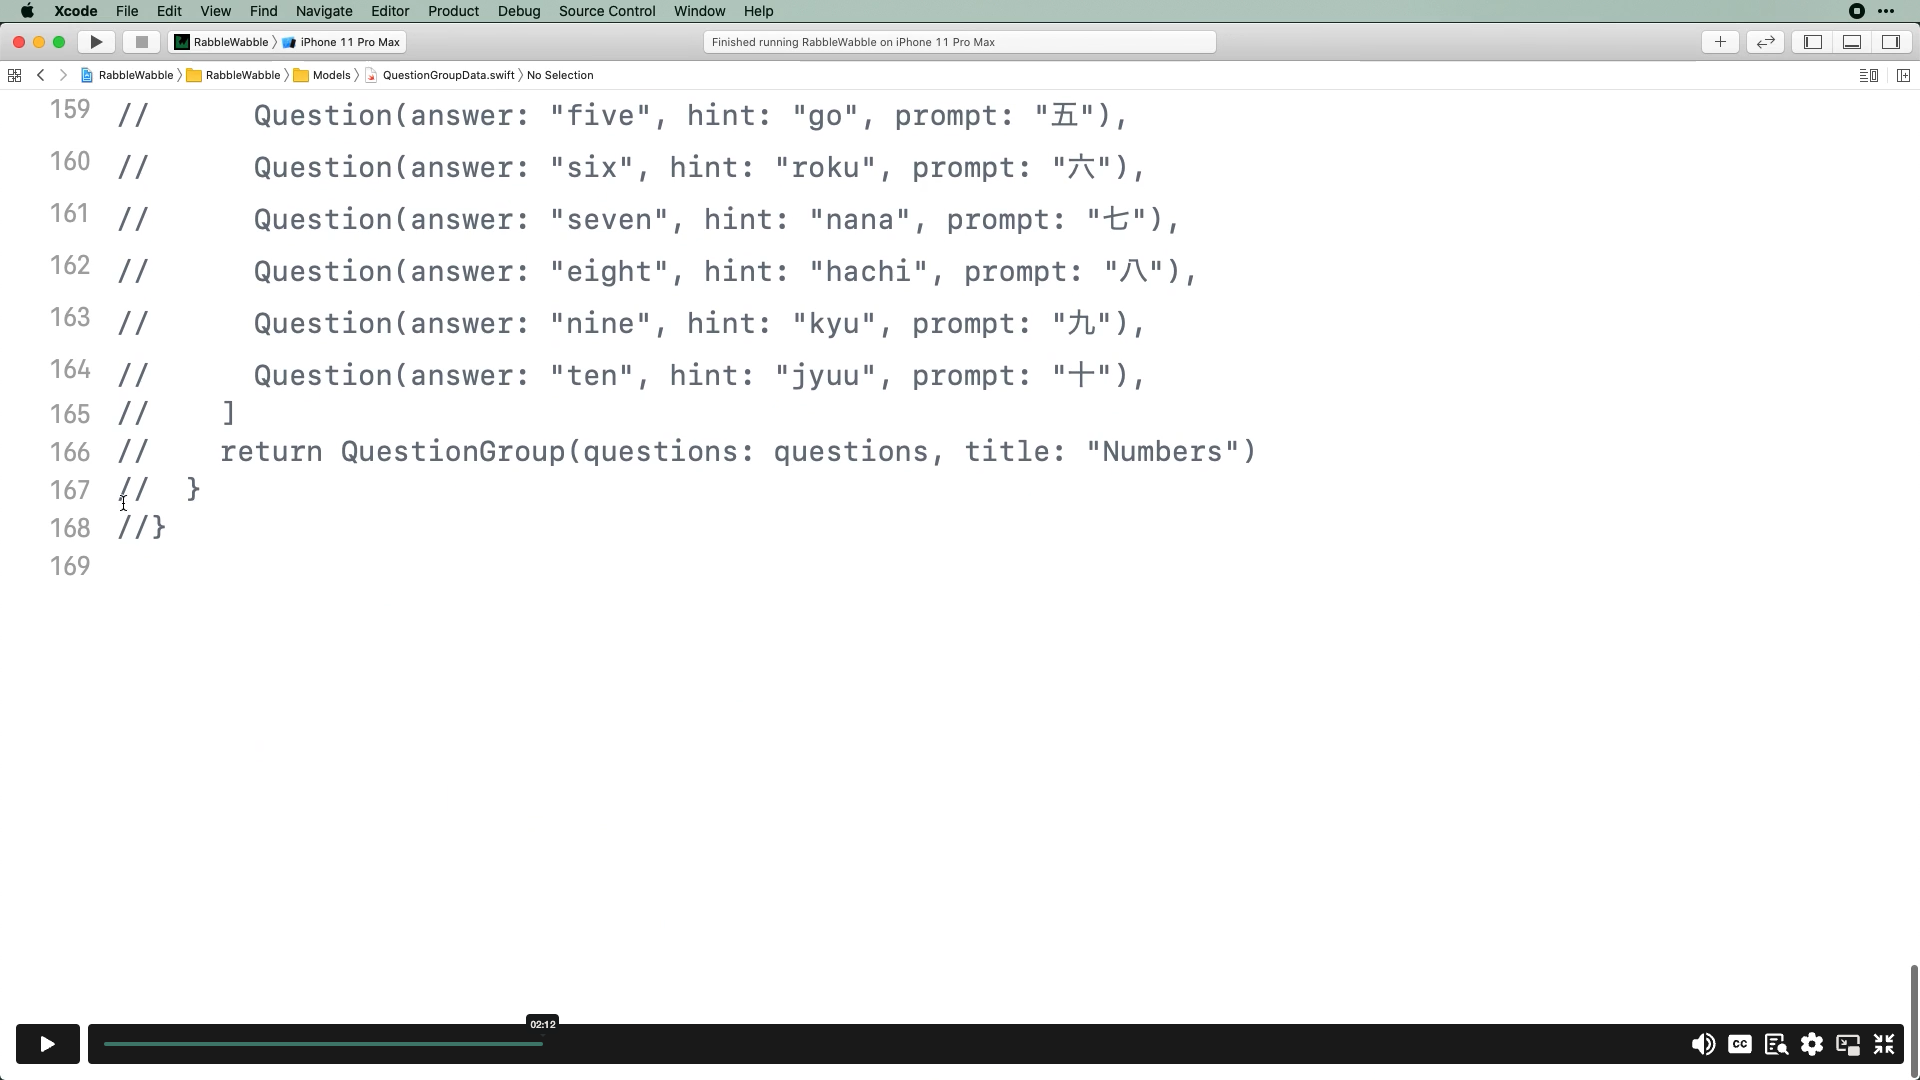 Xcode File Edit View Find Navigate Editor Product Debug Source Control Window Help
RabbleWabble iPhone 11 Pro Max Finished running RabbleWabble on iPhone 11 Pro Max
RabbleWabble RabbleWabble Models QuestionGroupData.swift No Selection
159 // Question(answer: "five", hint: "go", prompt: "五"),
160 // Question(answer: "six", hint: "roku", prompt: "六"),
161 // Question(answer: "seven", hint: "nana", prompt: "七"),
162 // Question(answer: "eight", hint: "hachi", prompt: "八"),
163 // Question(answer: "nine", hint: "kyu", prompt: "九"),
164 // Question(answer: "ten", hint: "jyuu", prompt: "十"),
165 // ]
166 // return QuestionGroup(questions: questions, title: "Numbers")
167 // }
168 //}
169
02:12
CC